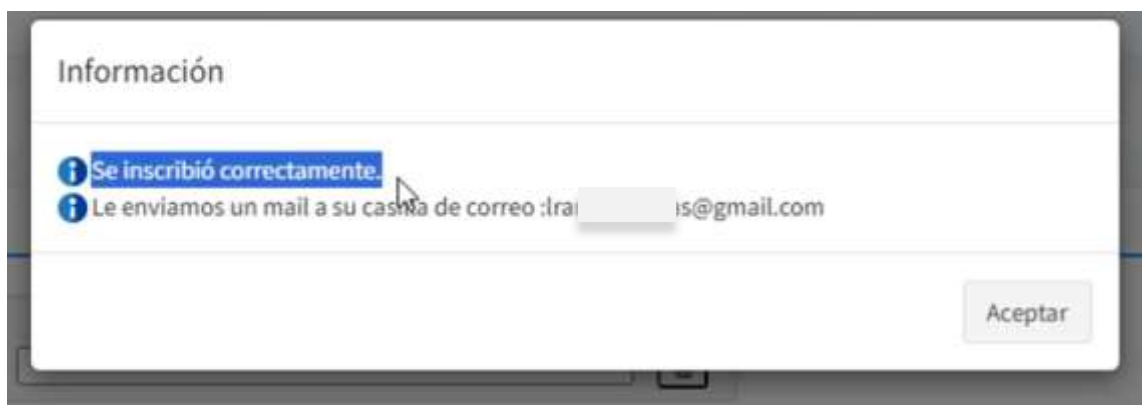 Información
Se inscribió correctamente.
Le enviamos un mail a su casilla de correo :lra s@gmail.com
Aceptar